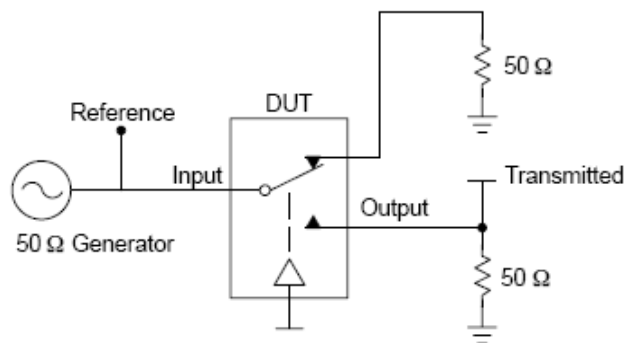 50 Ω
DUT
Reference
Input
Transmitted
Output
50 Ω Generator
50 Ω